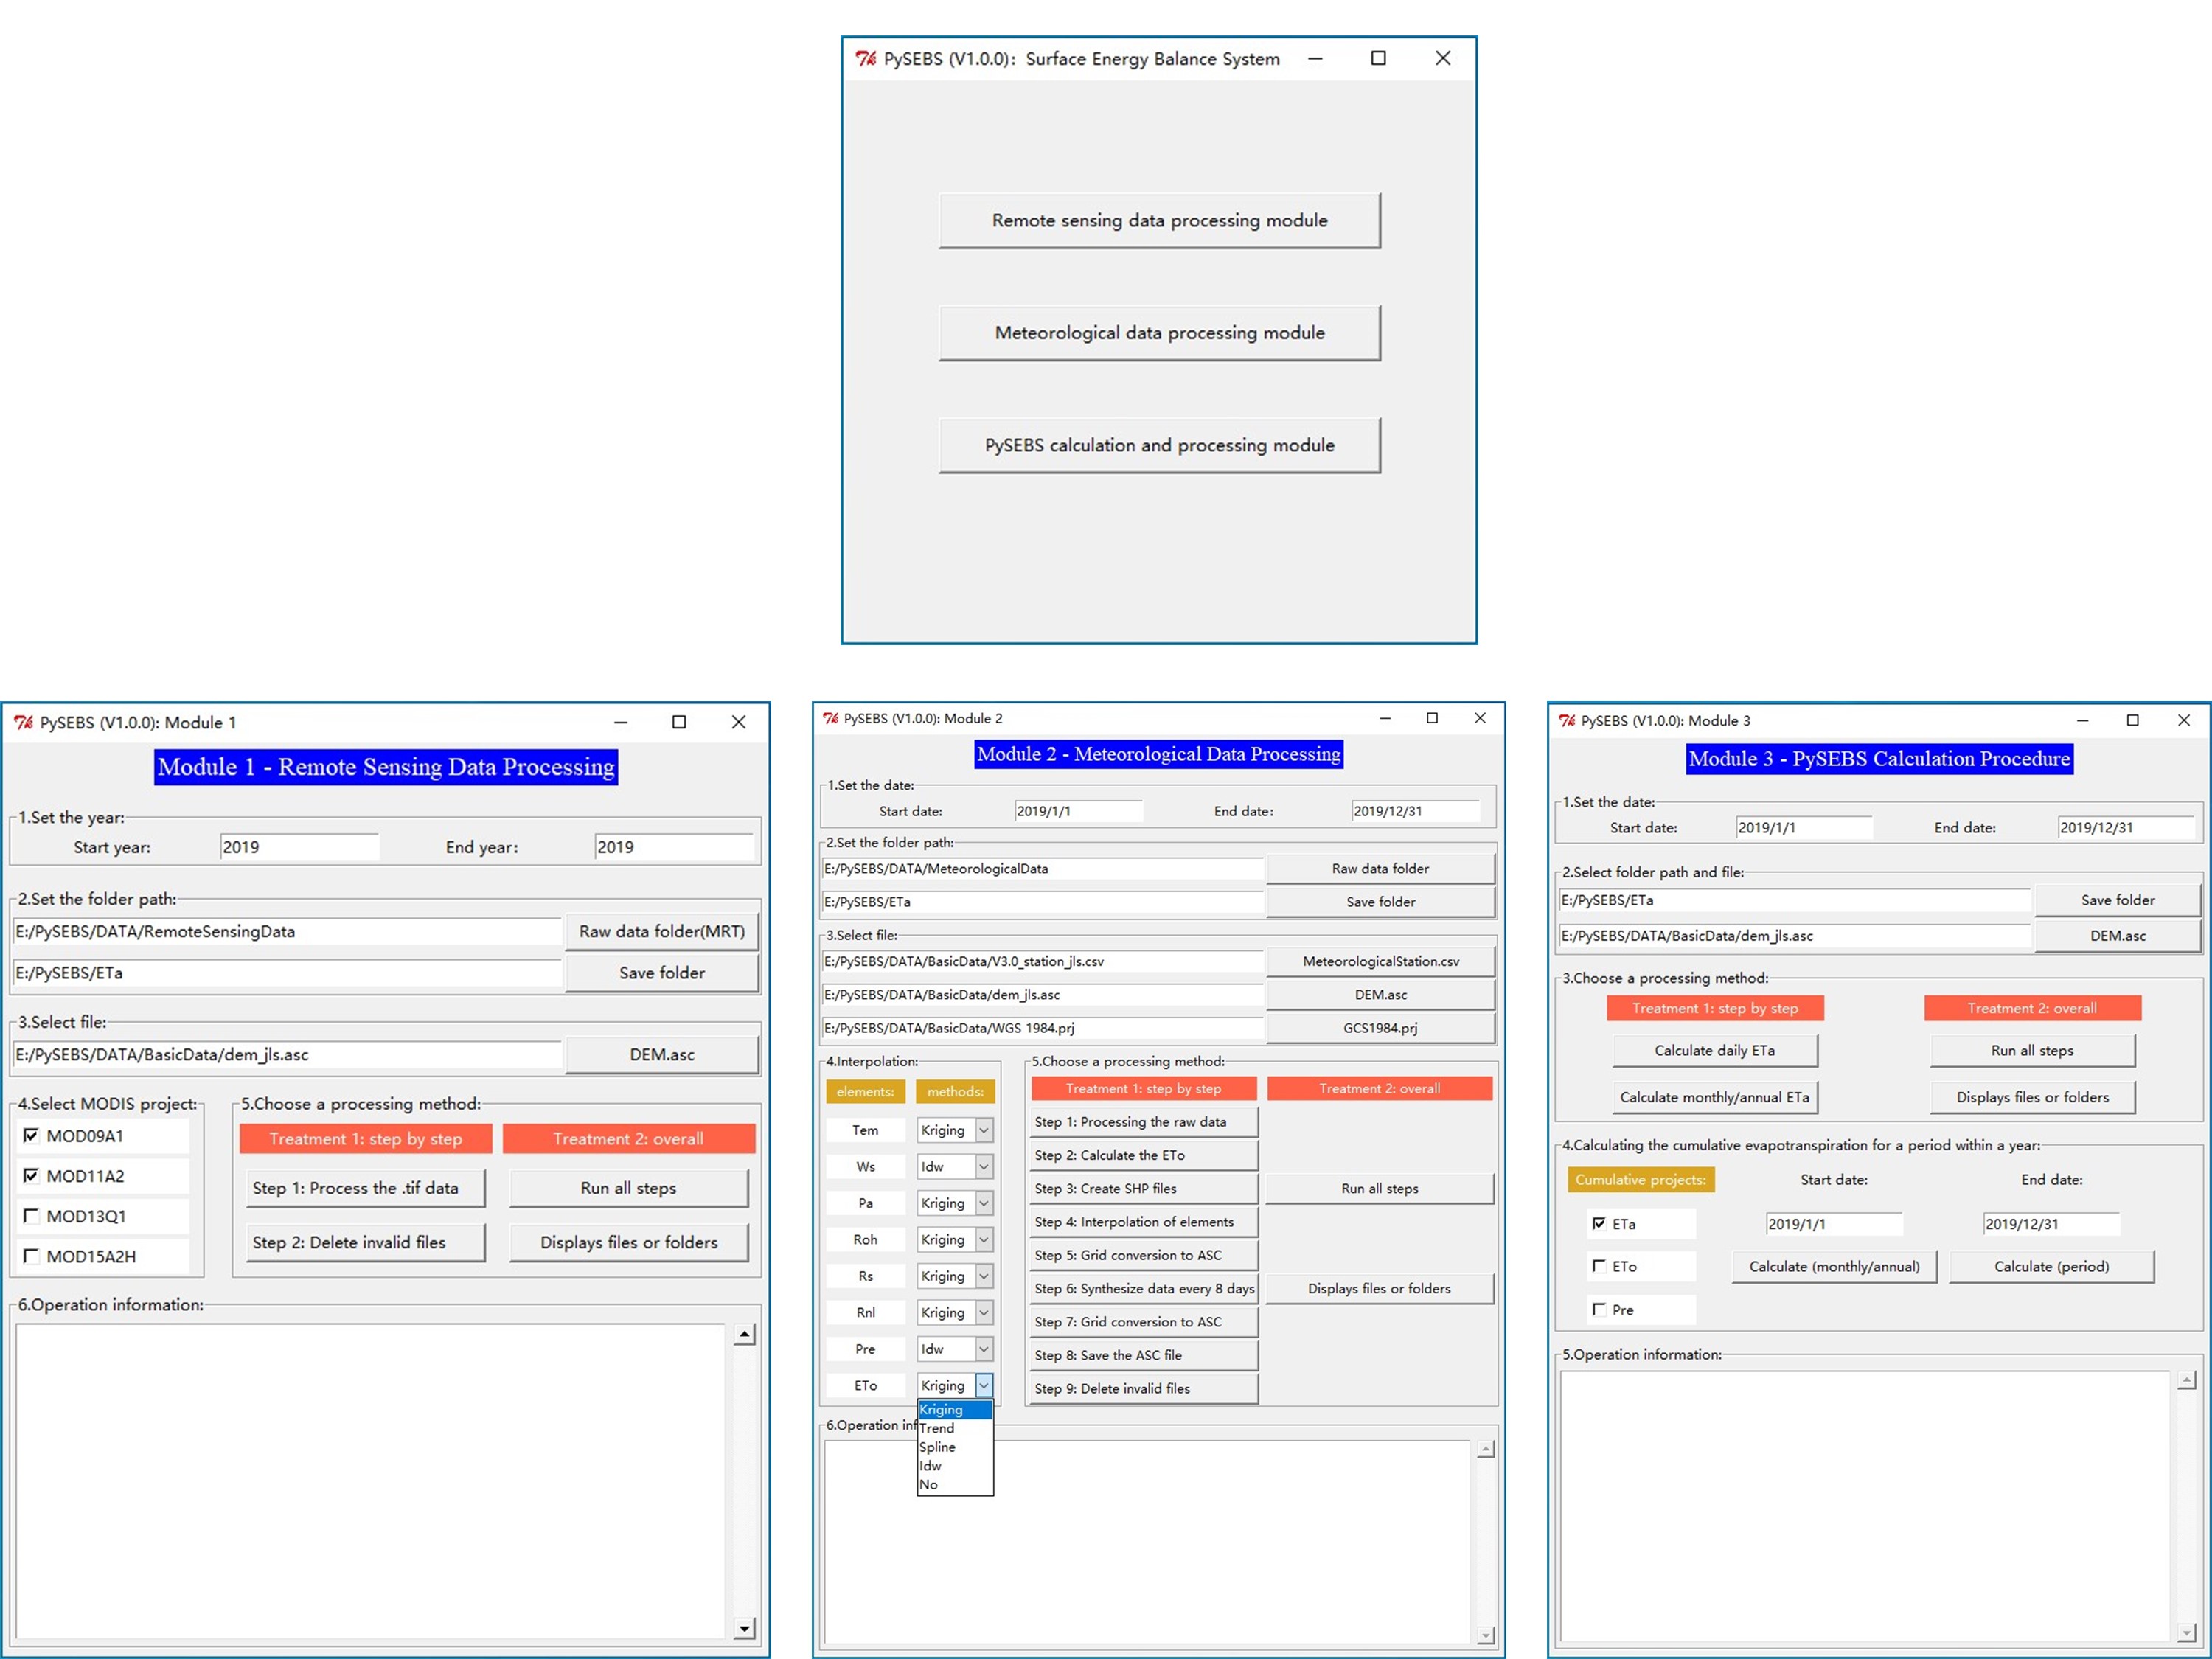 PySEBS (V1.0.0): Surface Energy Balance System
Remote sensing data processing module
Meteorological data processing module
PySEBS calculation and processing module
PySEBS (V1.0.0): Module 1
Module 1 - Remote Sensing Data Processing
1.Set the year:
Start year: 2019 End year: 2019
2.Set the folder path:
E:/PySEBS/DATA/RemoteSensingData Raw data folder(MRT)
E:/PySEBS/ETa Save folder
3.Select file:
E:/PySEBS/DATA/BasicData/dem_jls.asc DEM.asc
4.Select MODIS project: 5.Choose a processing method:
MOD09A1 Treatment 1: step by step Treatment 2: overall
MOD11A2 Step 1: Process the .tif data Run all steps
MOD13Q1 Step 2: Delete invalid files Displays files or folders
MOD15A2H
6.Operation information:
PySEBS (V1.0.0): Module 2
Module 2 - Meteorological Data Processing
1.Set the date:
Start date: 2019/1/1 End date: 2019/12/31
2.Set the folder path:
E:/PySEBS/DATA/MeteorologicalData Raw data folder
E:/PySEBS/ETa Save folder
3.Select file:
E:/PySEBS/DATA/BasicData/V3.0_station_jls.csv MeteorologicalStation.csv
E:/PySEBS/DATA/BasicData/dem_jls.asc DEM.asc
E:/PySEBS/DATA/BasicData/WGS 1984.prj GCS1984.prj
4.Interpolation: 5.Choose a processing method:
elements: methods: Treatment 1: step by step Treatment 2: overall
Tem Kriging Step 1: Processing the raw data
Step 2: Calculate the ETo
Ws Idw
Step 3: Create SHP files Run all steps
Pa Kriging
Step 4: Interpolation of elements
Roh Kriging
Step 5: Grid conversion to ASC
Rs Kriging
Step 6: Synthesize data every 8 days Displays files or folders
Rnl Kriging
Step 7: Grid conversion to ASC
Pre Idw
Step 8: Save the ASC file
ETo Kriging
Step 9: Delete invalid files
Kriging
Trend
Spline
Idw
No
6.Operation inf
PySEBS (V1.0.0): Module 3
Module 3 - PySEBS Calculation Procedure
1.Set the date:
Start date: 2019/1/1 End date: 2019/12/31
2.Select folder path and file:
E:/PySEBS/ETa Save folder
E:/PySEBS/DATA/BasicData/dem_jls.asc DEM.asc
3.Choose a processing method:
Treatment 1: step by step Treatment 2: overall
Calculate daily ETa Run all steps
Calculate monthly/annual ETa Displays files or folders
4.Calculating the cumulative evapotranspiration for a period within a year:
Cumulative projects: Start date: End date:
ETa 2019/1/1 2019/12/31
ETo Calculate (monthly/annual) Calculate (period)
Pre
5.Operation information: